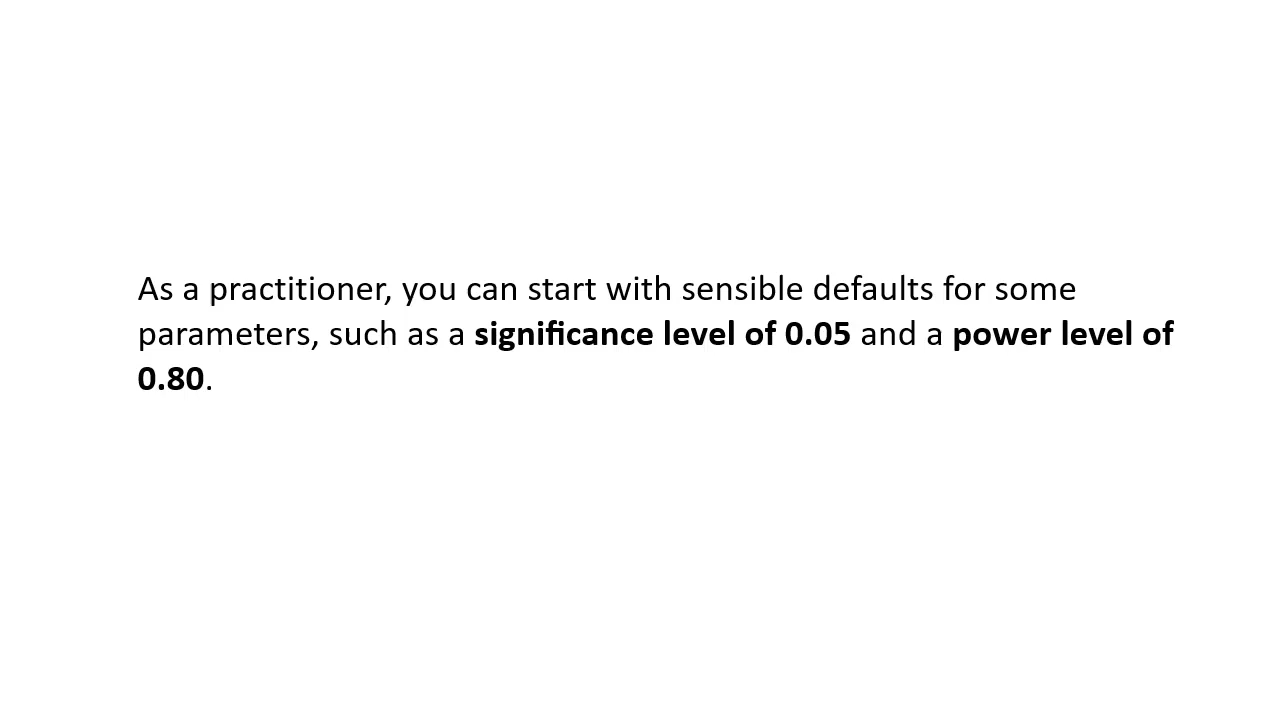 As a practitioner, you can start with sensible defaults for some
parameters, such as a significance level of 0.05 and a power level of
0.80.